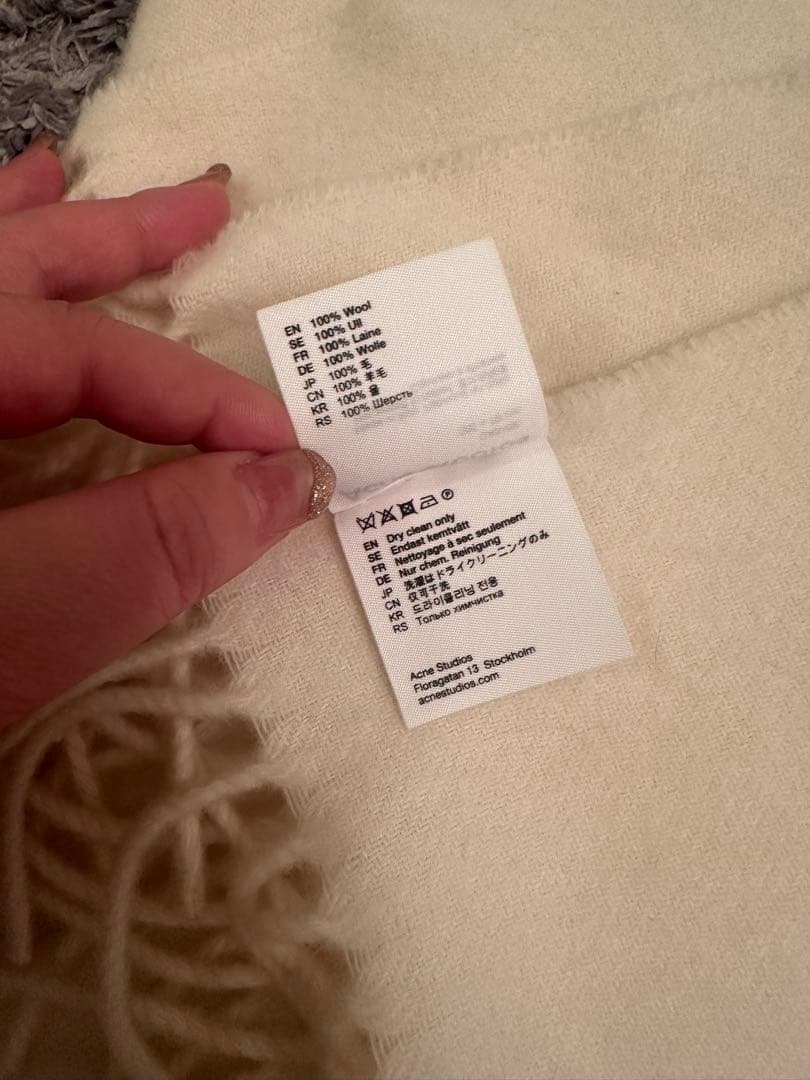 EN 100% Wool
SE 100% Ull
FR 100% Laine
DE 100% Wolle
JP 100% 毛
CN 100% 羊毛
KR 100% 울
RS 100% Шерсть
P
EN Dry clean only
SE Endast kemtvätt
FR Nettoyage à sec seulement
DE Nur chem. Reinigung
JP 洗濯はドライクリーニングのみ
CN 仅可干洗
KR 드라이클리닝 전용
RS Только химчистка
Acne Studios
Floragatan 13 Stockholm
acnestudios.com